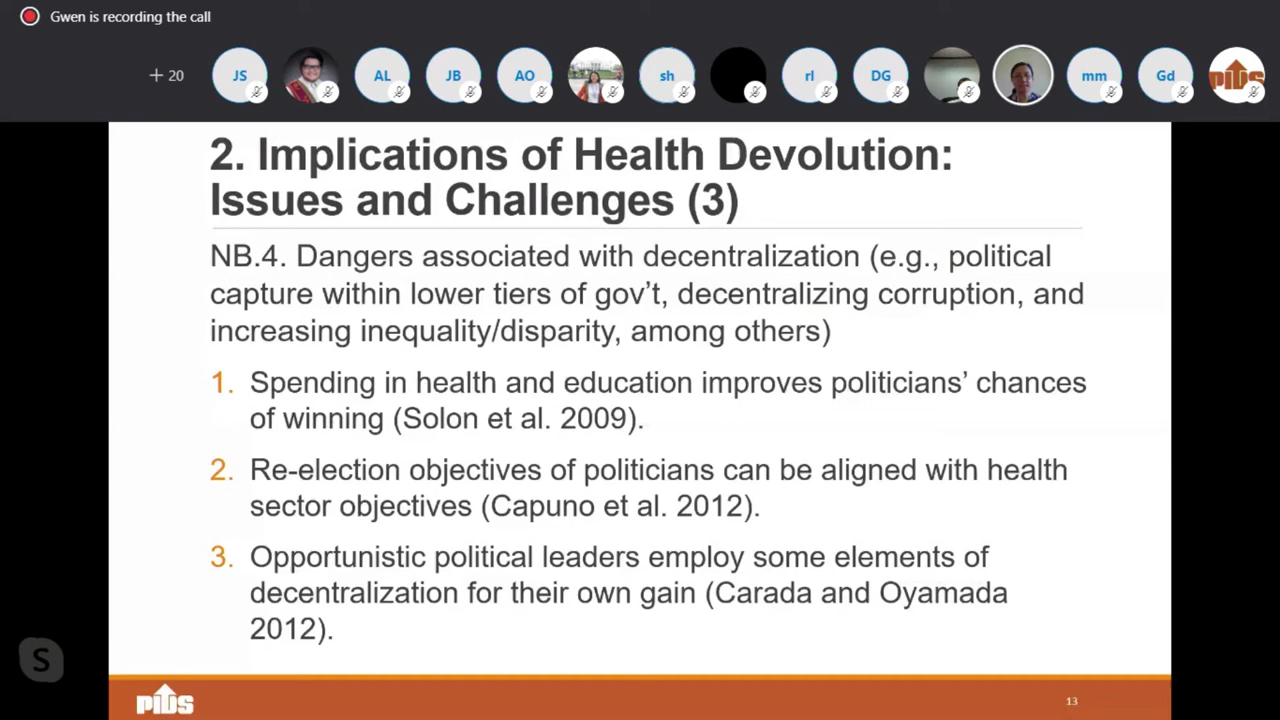 Gwen is recording the call
+ 20
JS
AL
JB
AO
sh
rl
DG
mm
Gd
PIDS
2. Implications of Health Devolution:
Issues and Challenges (3)
NB.4. Dangers associated with decentralization (e.g., political
capture within lower tiers of gov’t, decentralizing corruption, and
increasing inequality/disparity, among others)
1. Spending in health and education improves politicians’ chances
of winning (Solon et al. 2009).
2. Re-election objectives of politicians can be aligned with health
sector objectives (Capuno et al. 2012).
3. Opportunistic political leaders employ some elements of
decentralization for their own gain (Carada and Oyamada
2012).
S
PIDS
13